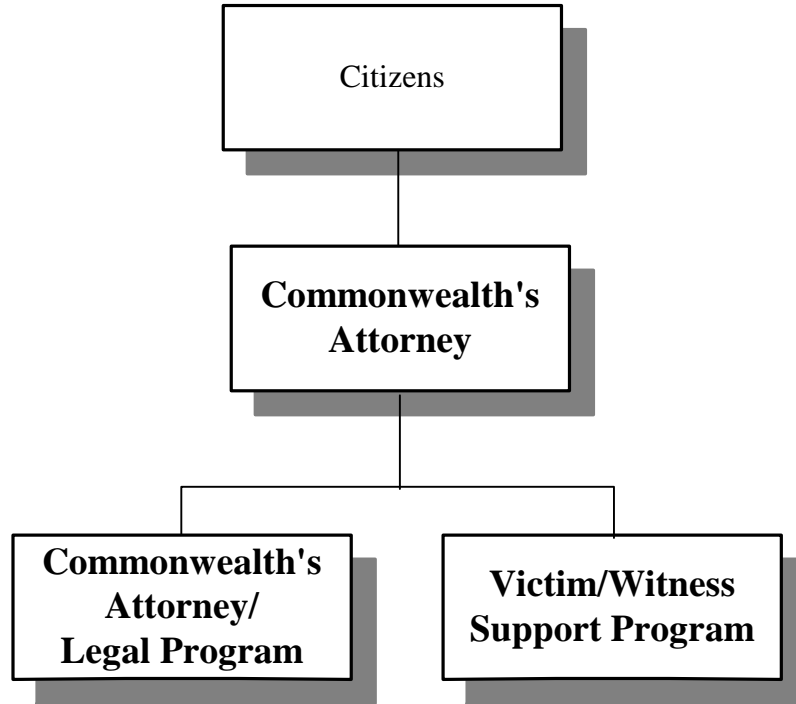 Citizens
Commonwealth's
Attorney
Commonwealth's
Attorney/
Legal Program
Victim/Witness
Support Program